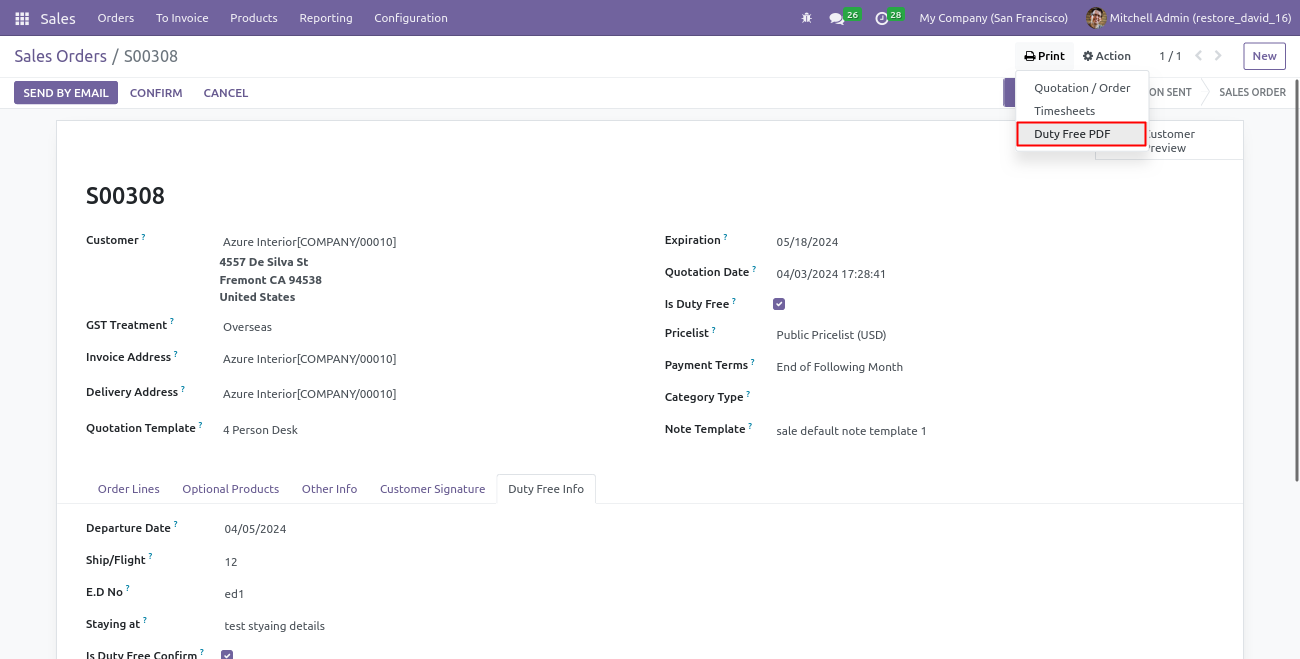 Sales Orders To Invoice Products Reporting Configuration 26 28 My Company (San Francisco) Mitchell Admin (restore_david_16)
Sales Orders / S00308 Print Action 1 / 1 New
SEND BY EMAIL CONFIRM CANCEL ON SENT SALES ORDER
Quotation / Order
Timesheets
Duty Free PDF
ustomer
review
S00308
Customer ? Azure Interior[COMPANY/00010]
4557 De Silva St
Fremont CA 94538
United States
GST Treatment ? Overseas
Invoice Address ? Azure Interior[COMPANY/00010]
Delivery Address ? Azure Interior[COMPANY/00010]
Quotation Template ? 4 Person Desk
Expiration ? 05/18/2024
Quotation Date ? 04/03/2024 17:28:41
Is Duty Free ?
Pricelist ? Public Pricelist (USD)
Payment Terms ? End of Following Month
Category Type ?
Note Template ? sale default note template 1
Order Lines Optional Products Other Info Customer Signature Duty Free Info
Departure Date ? 04/05/2024
Ship/Flight ? 12
E.D No ? ed1
Staying at ? test styaing details
Is Duty Free Confirm ?